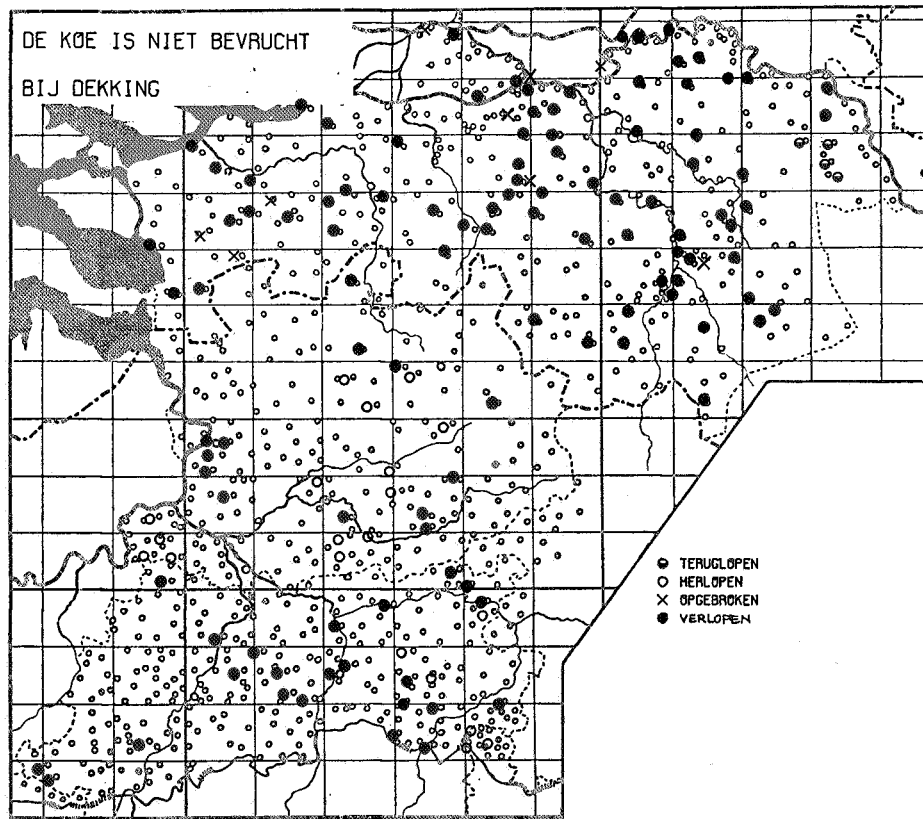 DE KOE IS NIET BEVRUCHT
BIJ DEKKING
TERUGLOPEN
HERLOPEN
OPGEBROKEN
VERLOPEN